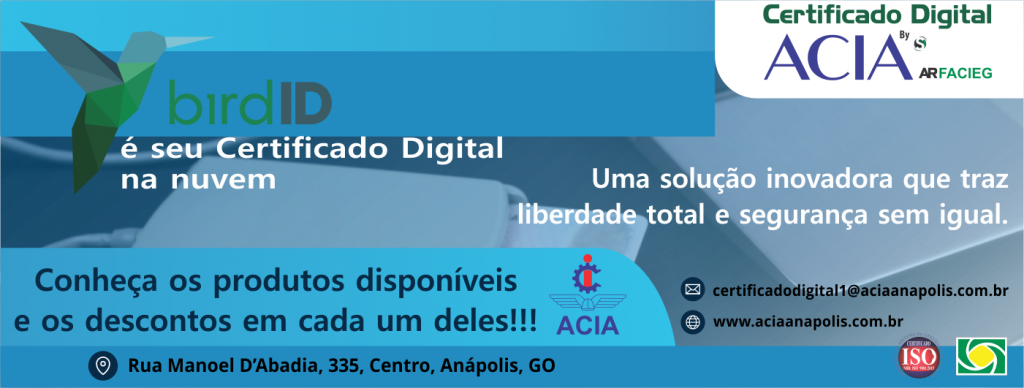 Certificado Digital
ACIA By S
ARFACIEG
birdID
é seu Certificado Digital
na nuvem
Uma solução inovadora que traz
liberdade total e segurança sem igual.
Conheça os produtos disponíveis
e os descontos em cada um deles!!!
ACIA
certificadodigital1@aciaanapolis.com.br
www.aciaanapolis.com.br
Rua Manoel D’Abadia, 335, Centro, Anápolis, GO
CERTIFICADO
ISO